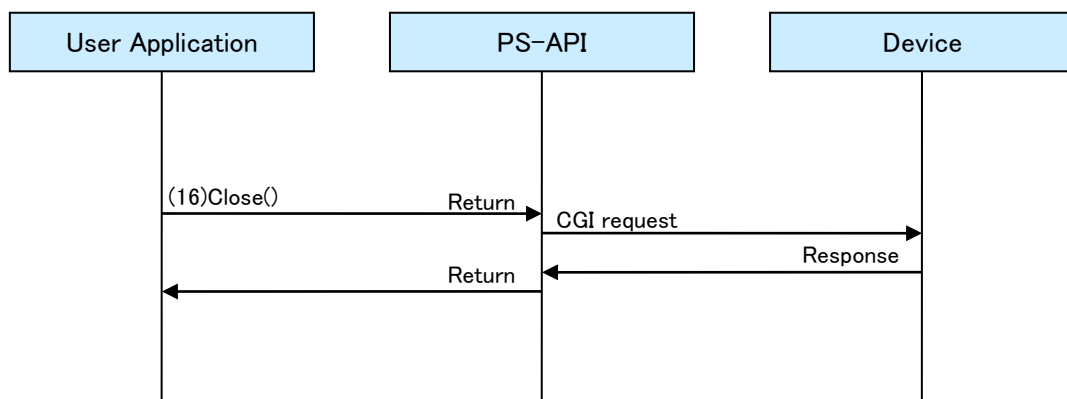 User Application
PS-API
Device
(16)Close()
Return
CGI request
Response
Return